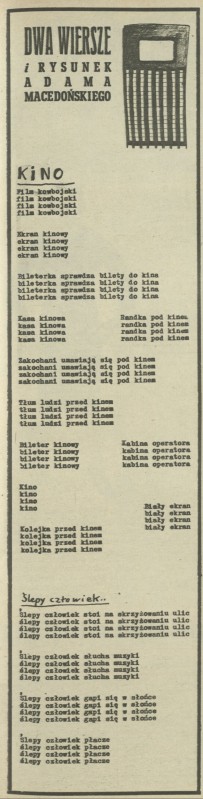 DWA WIERSZE
i RYSUNEK
ADAMA
MACEDOŃSKIEGO
KiNO
Film kowbojski
film kowbojski
film kowbojski
film kowbojski
Ekran kinowy
ekran kinowy
ekran kinowy
ekran kinowy
Bileterka sprawdza bilety do kina
bileterka sprawdza bilety do kina
bileterka sprawdza bilety do kina
bileterka sprawdza bilety do kina
Kasa kinowa
kasa kinowa
kasa kinowa
kasa kinowa
Randka pod kinem
randka pod kinem
randka pod kinem
randka pod kinem
Zakochani umawiają się pod kinem
zakochani umawiają się pod kinem
zakochani umawiają się pod kinem
zakochani umawiają się pod kinem
Tłum ludzi przed kinem
tłum ludzi przed kinem
tłum ludzi przed kinem
tłum ludzi przed kinem
Bileter kinowy
bileter kinowy
bileter kinowy
bileter kinowy
Kabina operatora
kabina operatora
kabina operatora
kabina operatora
Kino
kino
kino
kino
Biały ekran
biały ekran
biały ekran
biały ekran
Kolejka przed kinem
kolejka przed kinem
kolejka przed kinem
kolejka przed kinem
Ślepy człowiek..
Ślepy człowiek stoi na skrzyżowaniu ulic
ślepy człowiek stoi na skrzyżowaniu ulic
ślepy człowiek stoi na skrzyżowaniu ulic
ślepy człowiek stoi na skrzyżowaniu ulic
Ślepy człowiek słucha muzyki
ślepy człowiek słucha muzyki
ślepy człowiek słucha muzyki
ślepy człowiek słucha muzyki
Ślepy człowiek gapi się w słońce
ślepy człowiek gapi się w słońce
ślepy człowiek gapi się w słońce
ślepy człowiek gapi się w słońce
Ślepy człowiek płacze
ślepy człowiek płacze
ślepy człowiek płacze
ślepy człowiek płacze